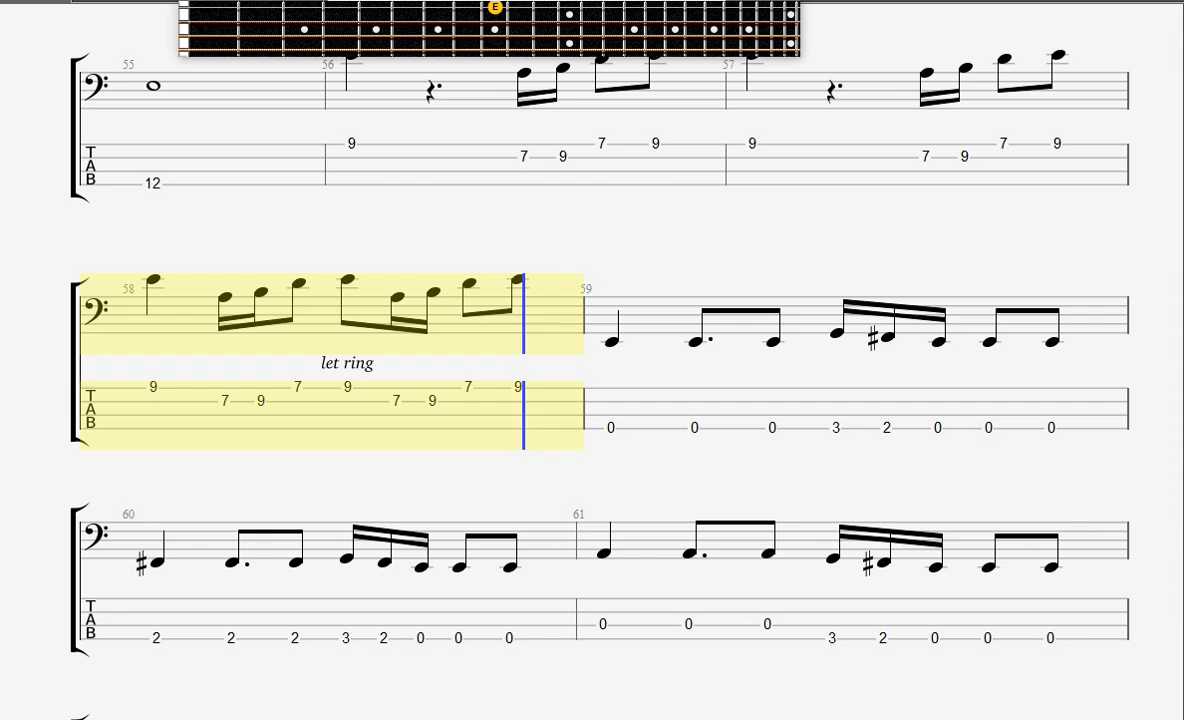 E
55 56 57
9 9
7 9 7 9 7 9 7 9
T
A
B
12
58 59
let ring
9 7 9 7 9 7 9 7 9
T
A
B
0 0 0 3 2 0 0 0
60 61
T
A
B
2 2 2 3 2 0 0 0
0 0 0 3 2 0 0 0